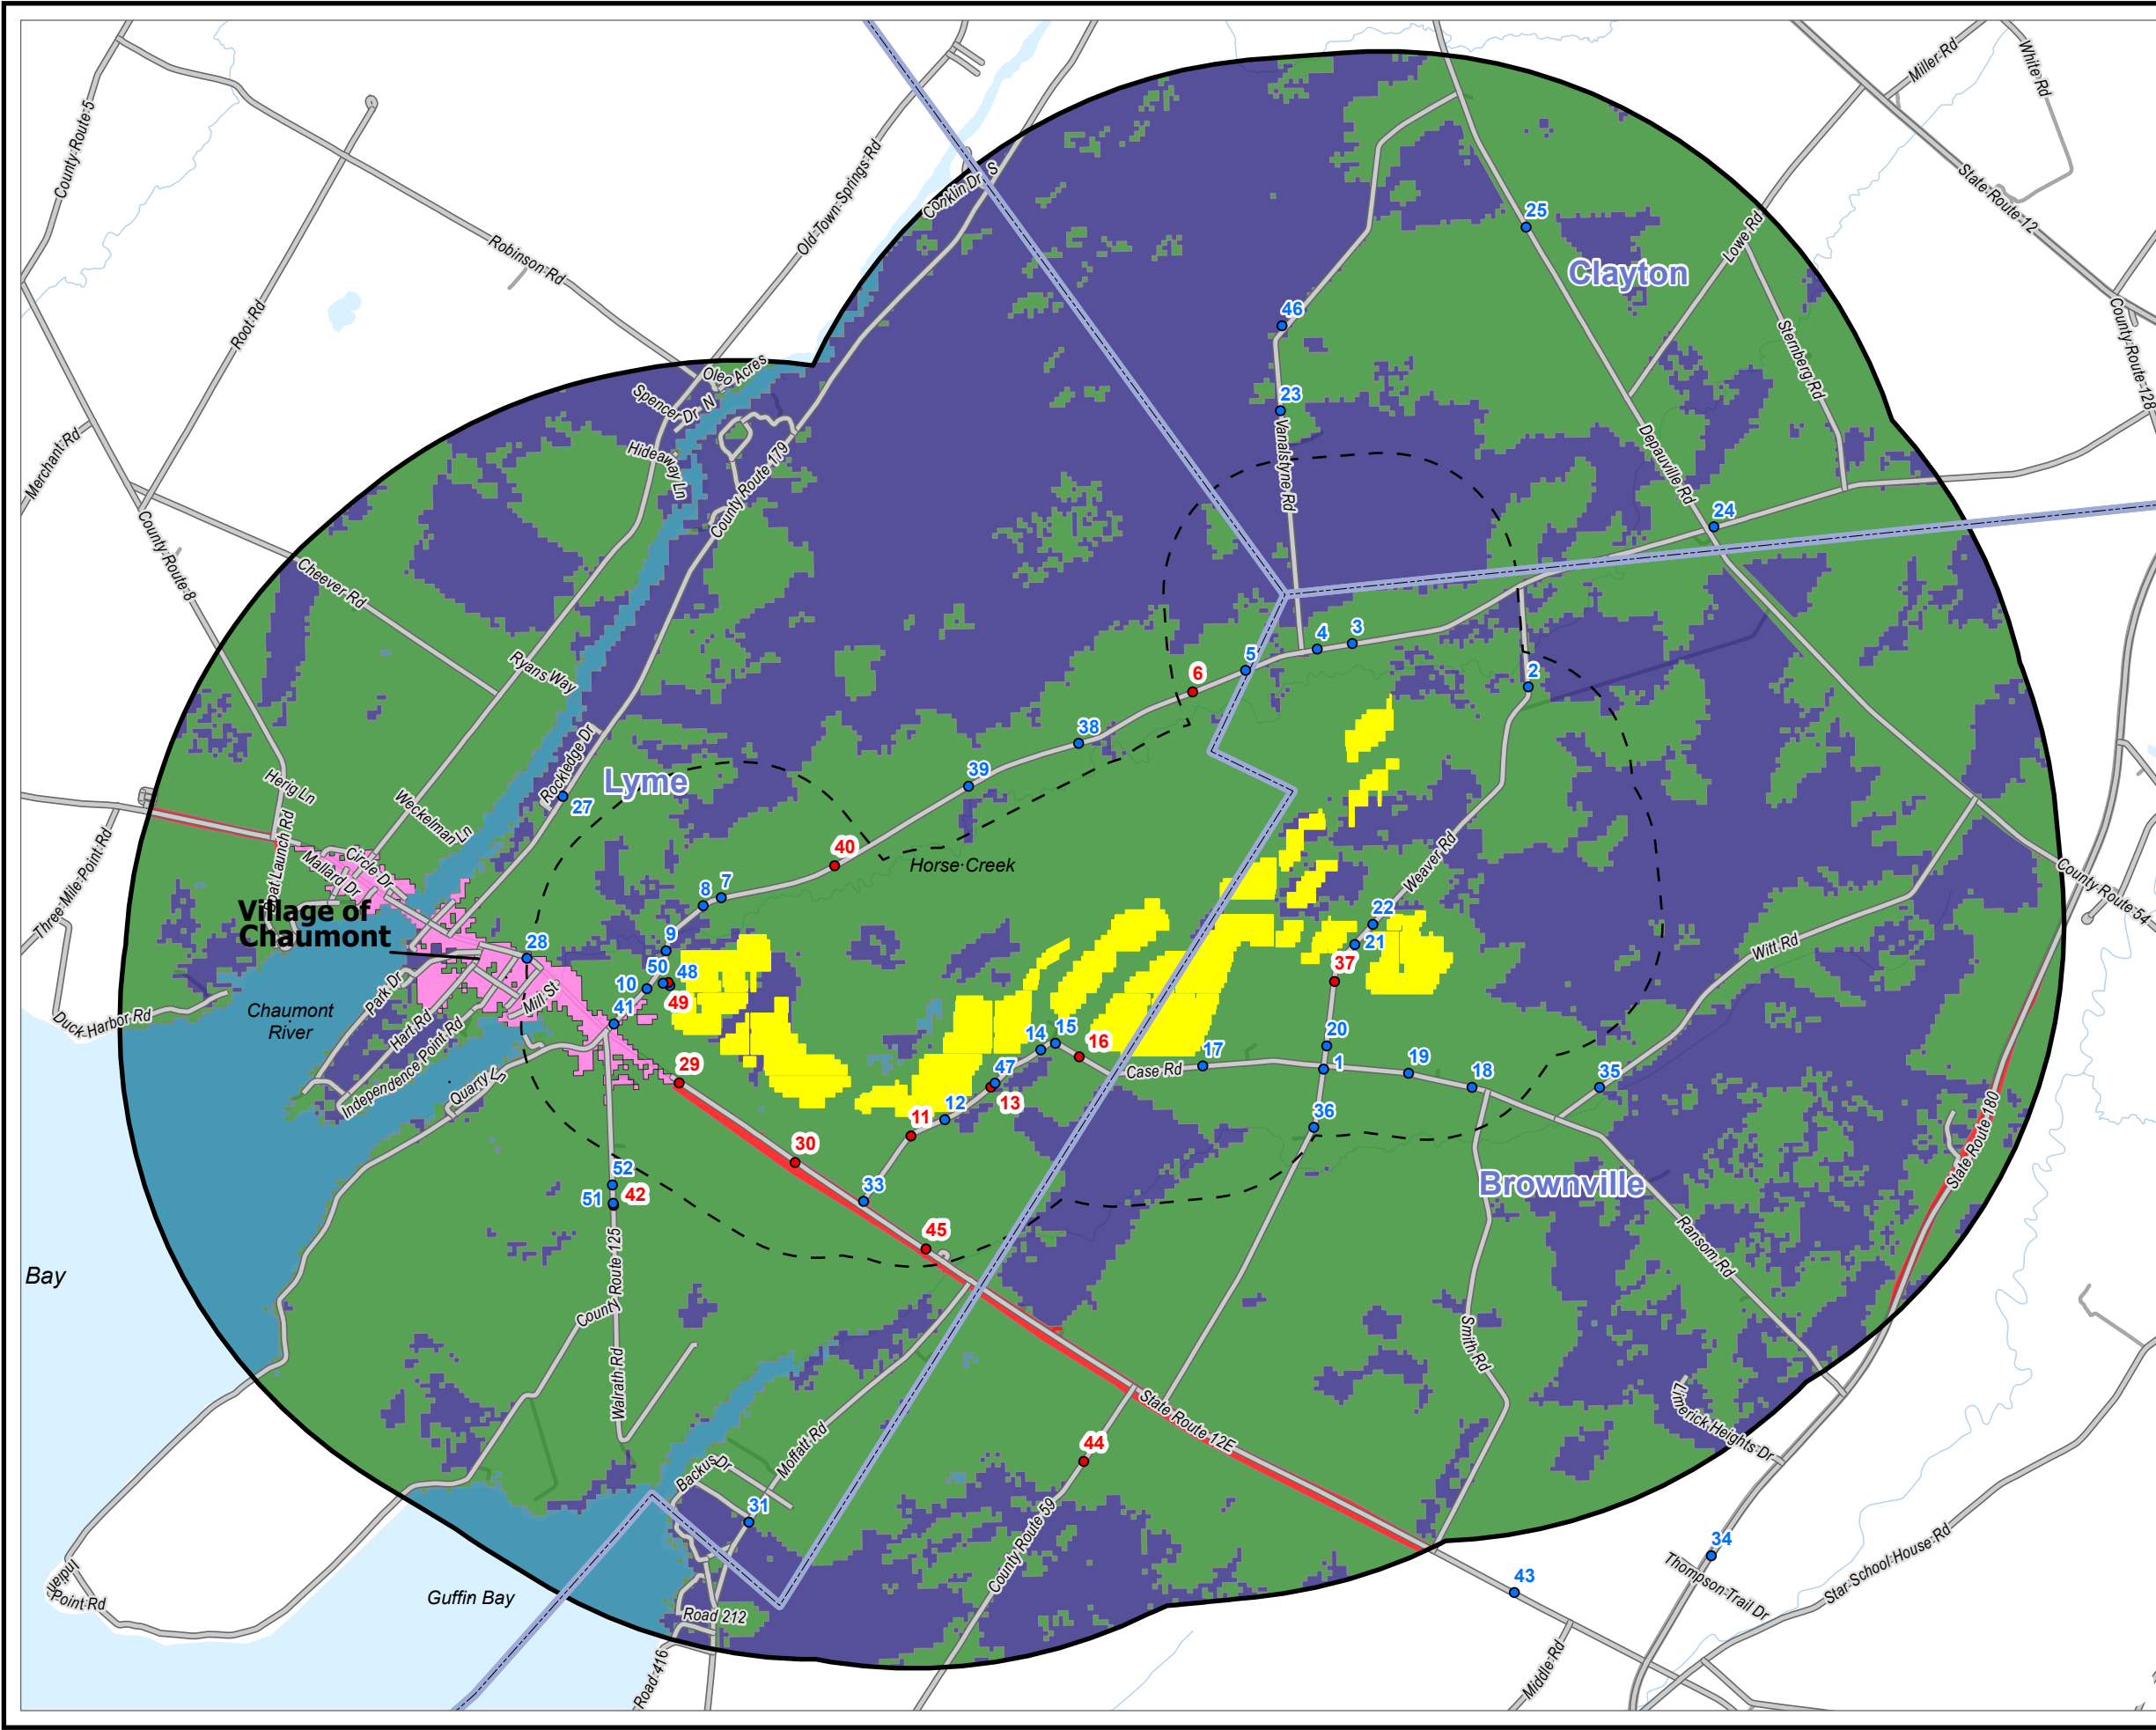 County Route 5
Miller Rd
White Rd
State Route 12
Old Town Springs Rd
Conklin Dr S
Robinson Rd
25
Clayton
Lowe Rd
Root Rd
46
Sternberg Rd
County Route 128
Oleo Acres
Spencer Dr N
23
Hideaway Ln
Merchant Rd
County Route 179
Vanalstyne Rd
Depauville Rd
24
County Route 8
Cheever Rd
Ryans Way
5
4
3
2
6
38
39
Rockledge Dr
Lyme
27
Herig Ln
Weckelman Ln
Boat Launch Rd
Circle Dr
Mallard Dr
Three Mile Point Rd
40
Horse Creek
Weaver Rd
County Route 54
8
7
Village of
Chaumont
28
9
22
21
Witt Rd
50
48
10
49
37
41
Park Dr
Mill St
Hart Rd
Independence Point Rd
Chaumont
River
Duck Harbor Rd
Quarry Ln
29
14
15
16
47
13
17
Case Rd
20
1
19
18
35
12
11
36
State Route 180
30
33
52
51
42
Brownville
45
Bay
County Route 125
Ransom Rd
Walrath Rd
Smith Rd
State Route 12E
Limerick Heights Dr
Moffatt Rd
Backus Dr
44
31
County Route 59
34
43
Thompson Trail Dr
Star School House Rd
Indian
Point Rd
Guffin Bay
Road 212
Road 416
Middle Rd